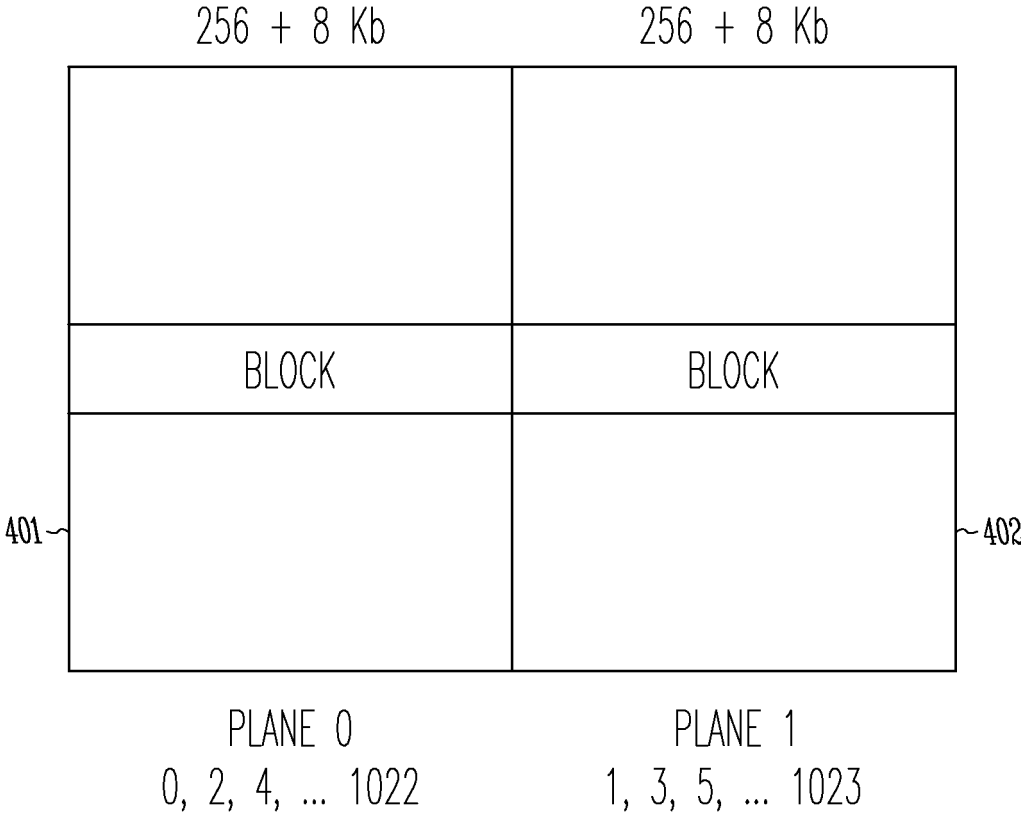 256 + 8 Kb 256 + 8 Kb
BLOCK BLOCK
401 402
PLANE 0 PLANE 1
0, 2, 4, ... 1022 1, 3, 5, ... 1023